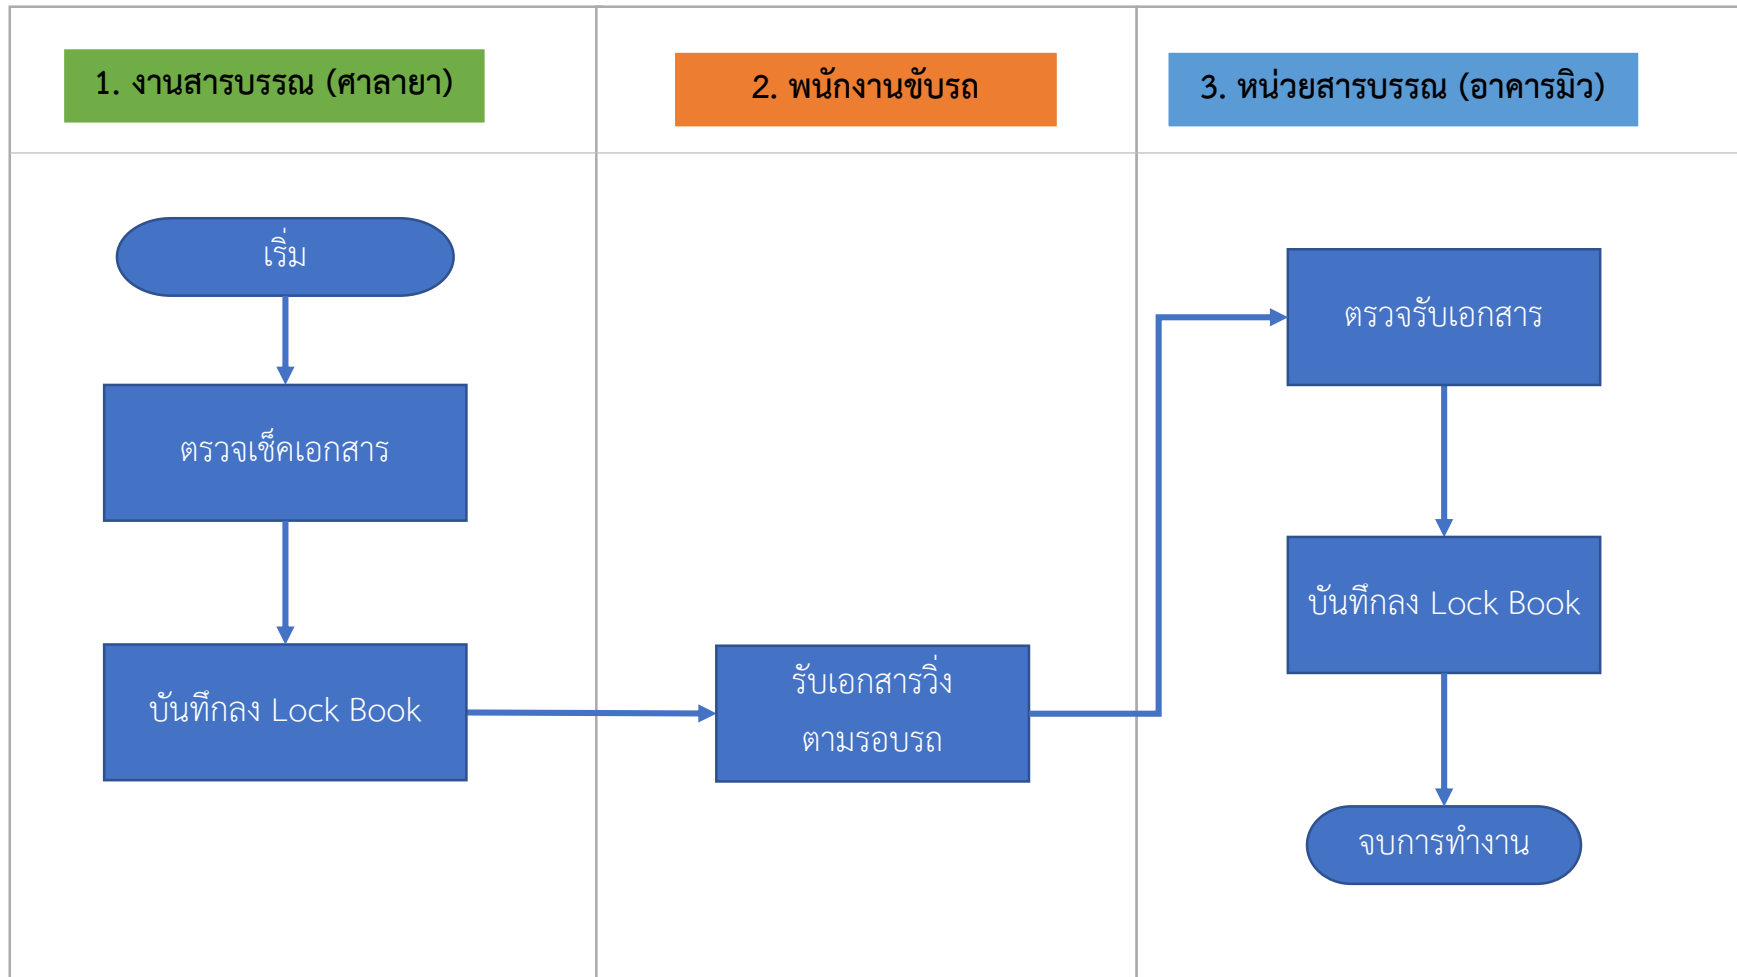 1. งานสารบรรณ (ศาลายา)
2. พนักงานขับรถ
3. หน่วยสารบรรณ (อาคารมิว)
เริ่ม
ตรวจเช็คเอกสาร
บันทึกลง Lock Book
รับเอกสารวิ่ง
ตามรอบรถ
ตรวจรับเอกสาร
บันทึกลง Lock Book
จบการทำงาน